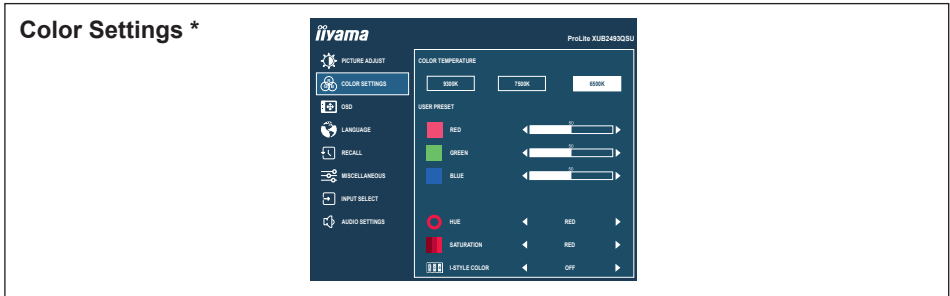 Color Settings *
iiyama
ProLite XUB2493QSU
PICTURE ADJUST
COLOR SETTINGS
OSD
LANGUAGE
RECALL
MISCELLANEOUS
INPUT SELECT
AUDIO SETTINGS
COLOR TEMPERATURE
9300K 7500K 6500K
USER PRESET
RED 50
GREEN 50
BLUE 50
HUE RED
SATURATION RED
I-STYLE COLOR OFF